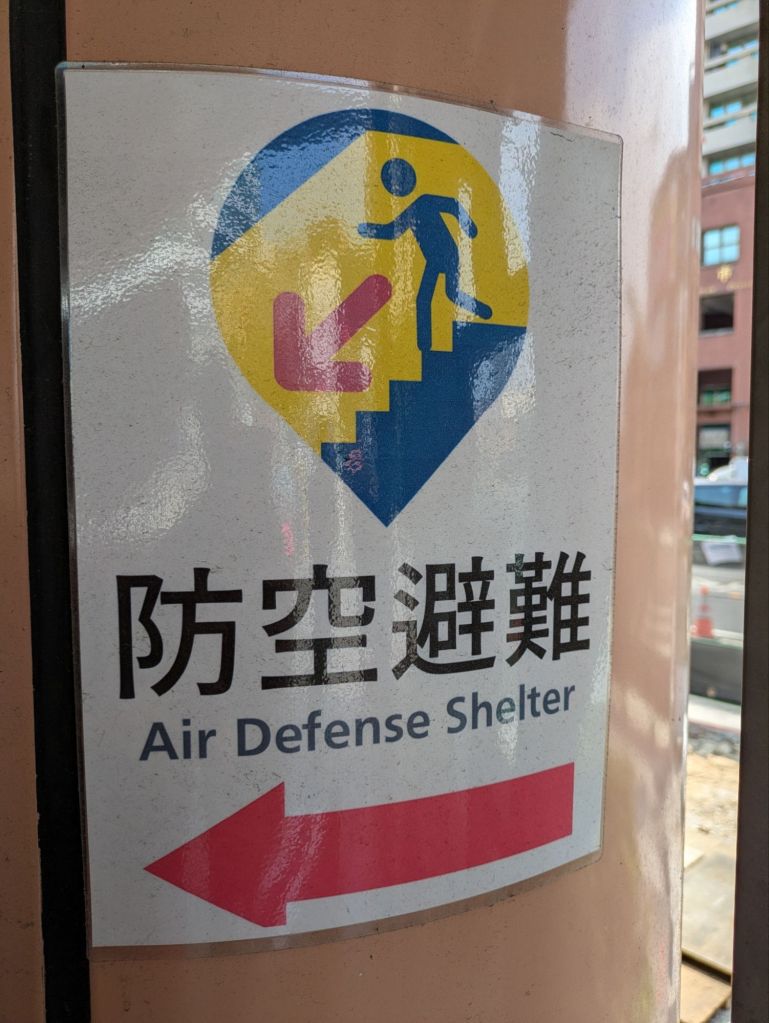 防空避難
Air Defense Shelter